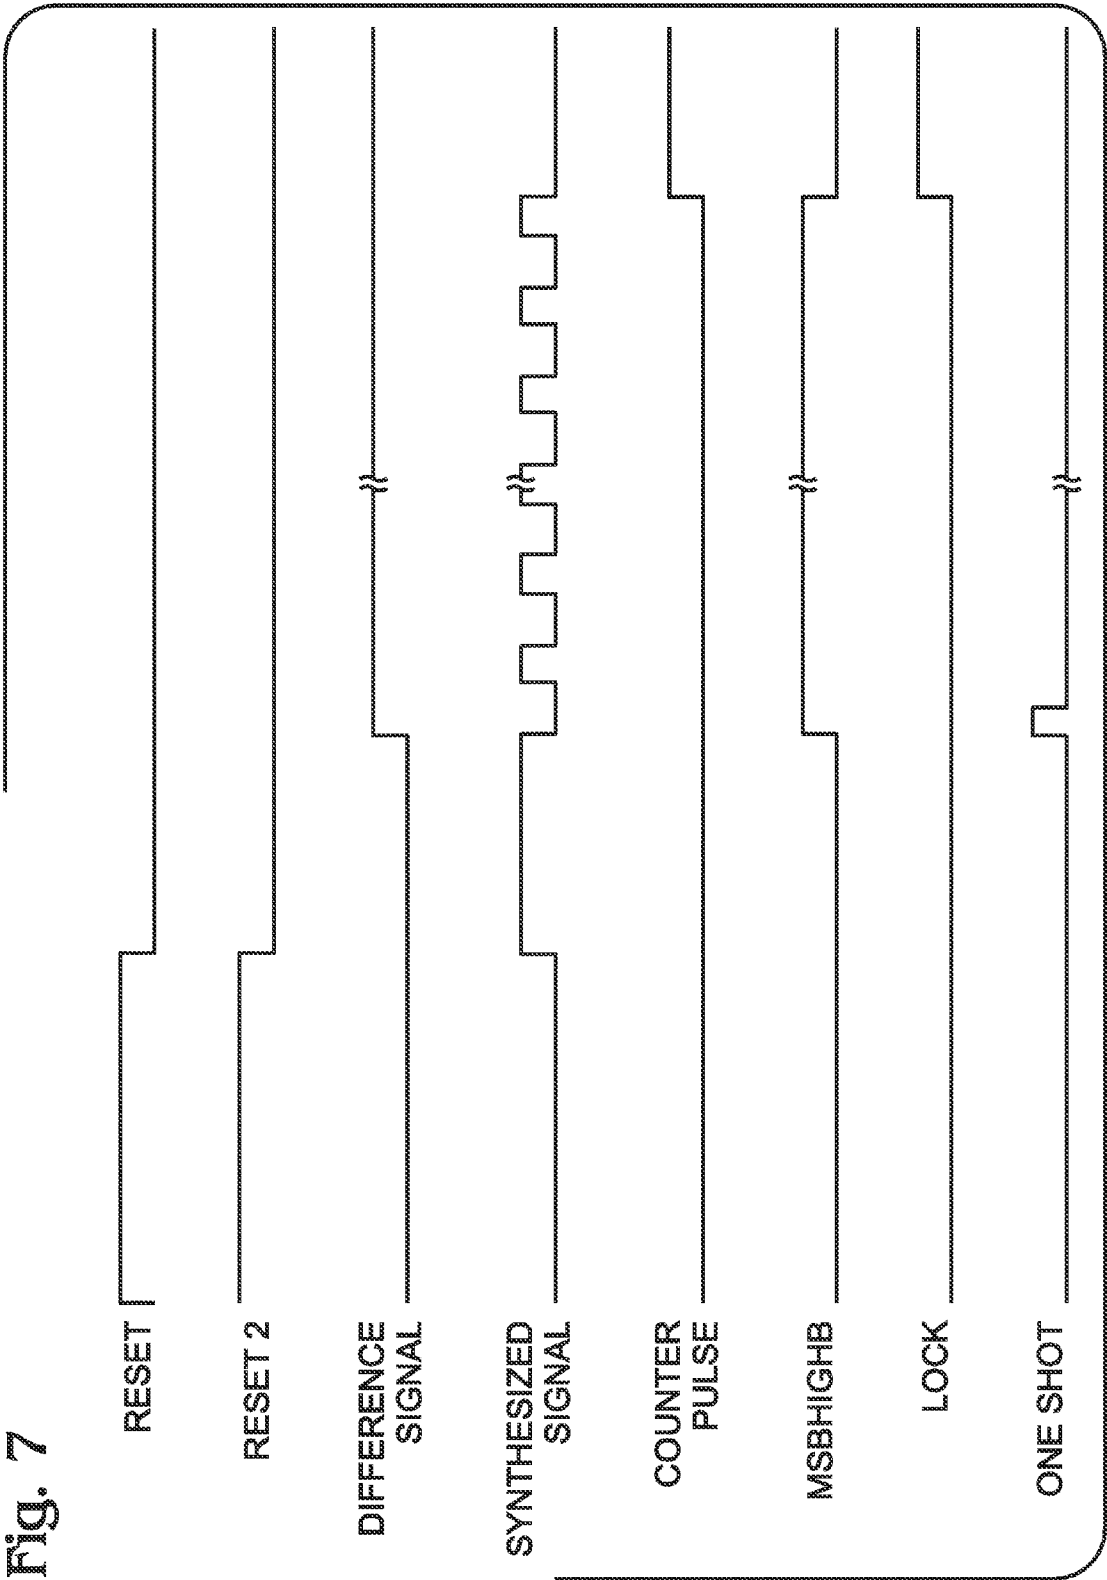 Fig. 7
RESET
RESET 2
DIFFERENCE
SIGNAL
SYNTHESIZED
SIGNAL
COUNTER
PULSE
MSBHIGHB
LOCK
ONE SHOT